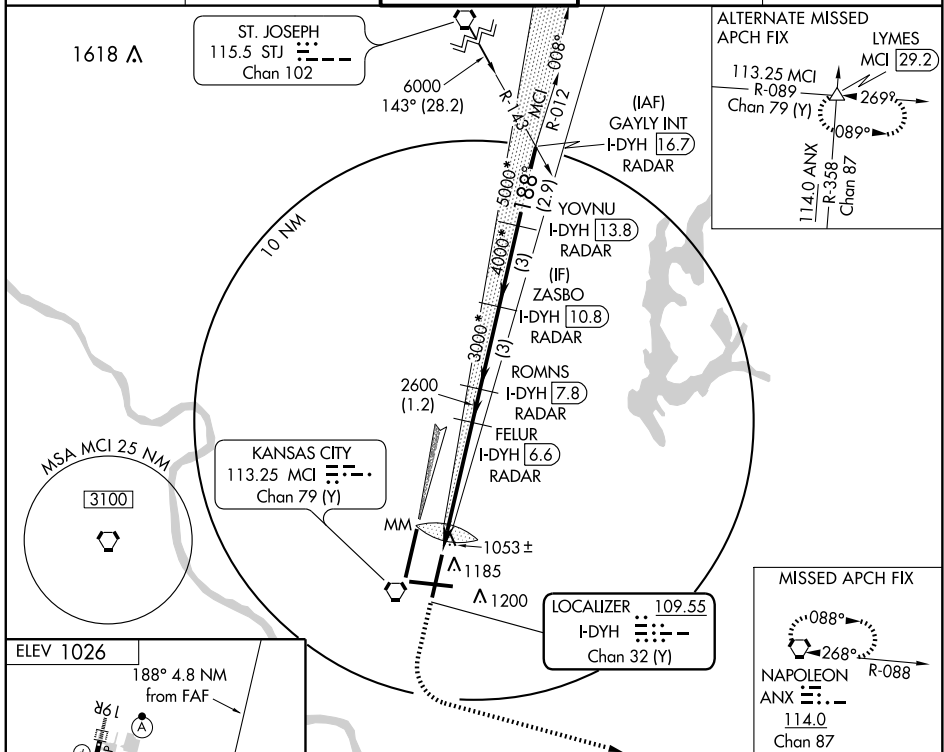 1618
ST. JOSEPH
115.5 STJ
Chan 102
6000
143° (28.2)
R-143
MCI
R-012
008°
(IAF)
GAYLY INT
I-DYH 16.7
RADAR
5000*
188°
(2.9)
YOVNU
I-DYH 13.8
RADAR
4000*
(3)
(IF)
ZASBO
I-DYH 10.8
RADAR
3000*
(3)
ROMNS
I-DYH 7.8
RADAR
2600
(1.2)
FELUR
I-DYH 6.6
RADAR
10 NM
ALTERNATE MISSED
APCH FIX
LYMES
MCI 29.2
113.25 MCI
R-089
Chan 79 (Y)
269°
089°
114.0 ANX
R-358
Chan 87
MSA MCI 25 NM
3100
KANSAS CITY
113.25 MCI
Chan 79 (Y)
MM
1053 ±
1185
1200
LOCALIZER 109.55
I-DYH
Chan 32 (Y)
MISSED APCH FIX
088°
268°
R-088
NAPOLEON
ANX
114.0
Chan 87
ELEV 1026
188° 4.8 NM
from FAF
19R
A